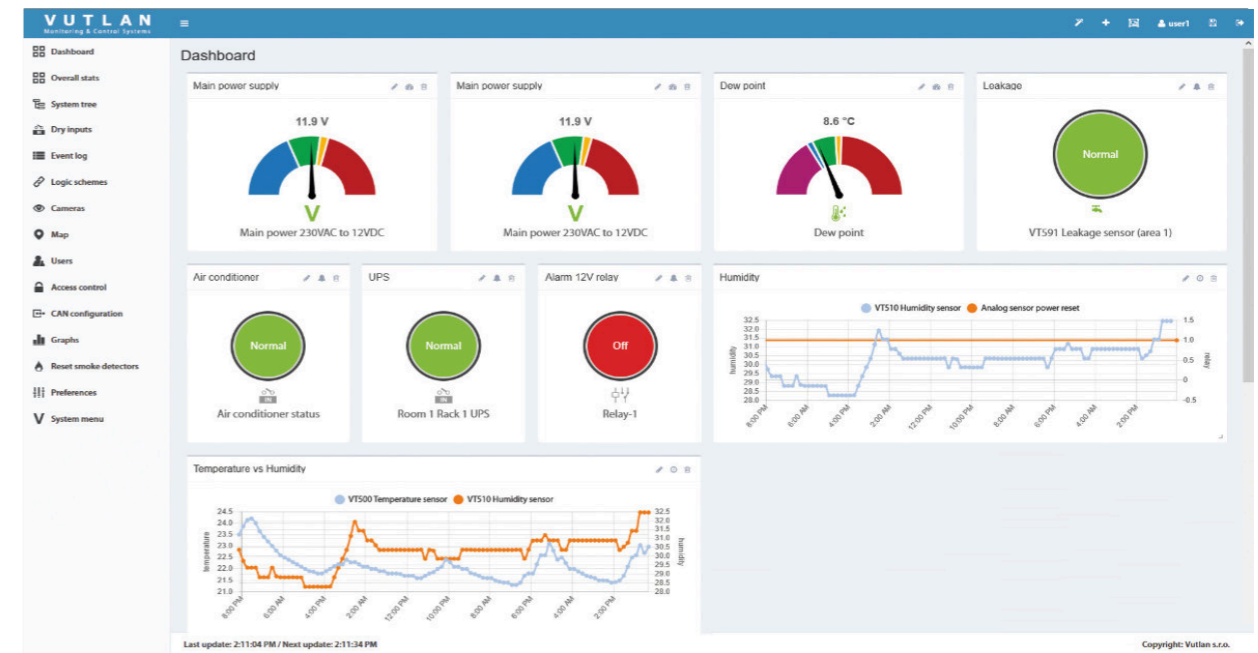 VUTLAN
Monitoring & Control Systems
user1
Dashboard
Overall stats
System tree
Dry inputs
Event log
Logic schemes
Cameras
Map
Users
Access control
CAN configuration
Graphs
Reset smoke detectors
Preferences
V System menu
Dashboard
Main power supply
11.9 V
V
Main power 230VAC to 12VDC
Main power supply
11.9 V
V
Main power 230VAC to 12VDC
Dew point
8.6 °C
Dew point
Leakage
Normal
VT591 Leakage sensor (area 1)
Air conditioner
Normal
IN
Air conditioner status
UPS
Normal
IN
Room 1 Rack 1 UPS
Alarm 12V relay
Off
Relay-1
Humidity
VT510 Humidity sensor Analog sensor power reset
humidity
32.5
32.0
31.5
31.0
30.5
30.0
29.5
29.0
28.5
28.0
1.5
1.0
0.5
0
-0.5
relay
8:00 PM 6:00 AM 4:00 PM 2:00 AM 12:00 PM 10:00 PM 8:00 AM 6:00 PM 4:00 AM 2:00 PM
Temperature vs Humidity
VT500 Temperature sensor VT510 Humidity sensor
temperature
24.5
24.0
23.5
23.0
22.5
22.0
21.5
21.0
32.5
32.0
31.5
31.0
30.5
30.0
29.5
29.0
28.5
28.0
humidity
8:00 PM 6:00 AM 4:00 PM 2:00 AM 12:00 PM 10:00 PM 8:00 AM 6:00 PM 4:00 AM 2:00 PM
Last update: 2:11:04 PM / Next update: 2:11:34 PM
Copyright: Vutlan s.r.o.